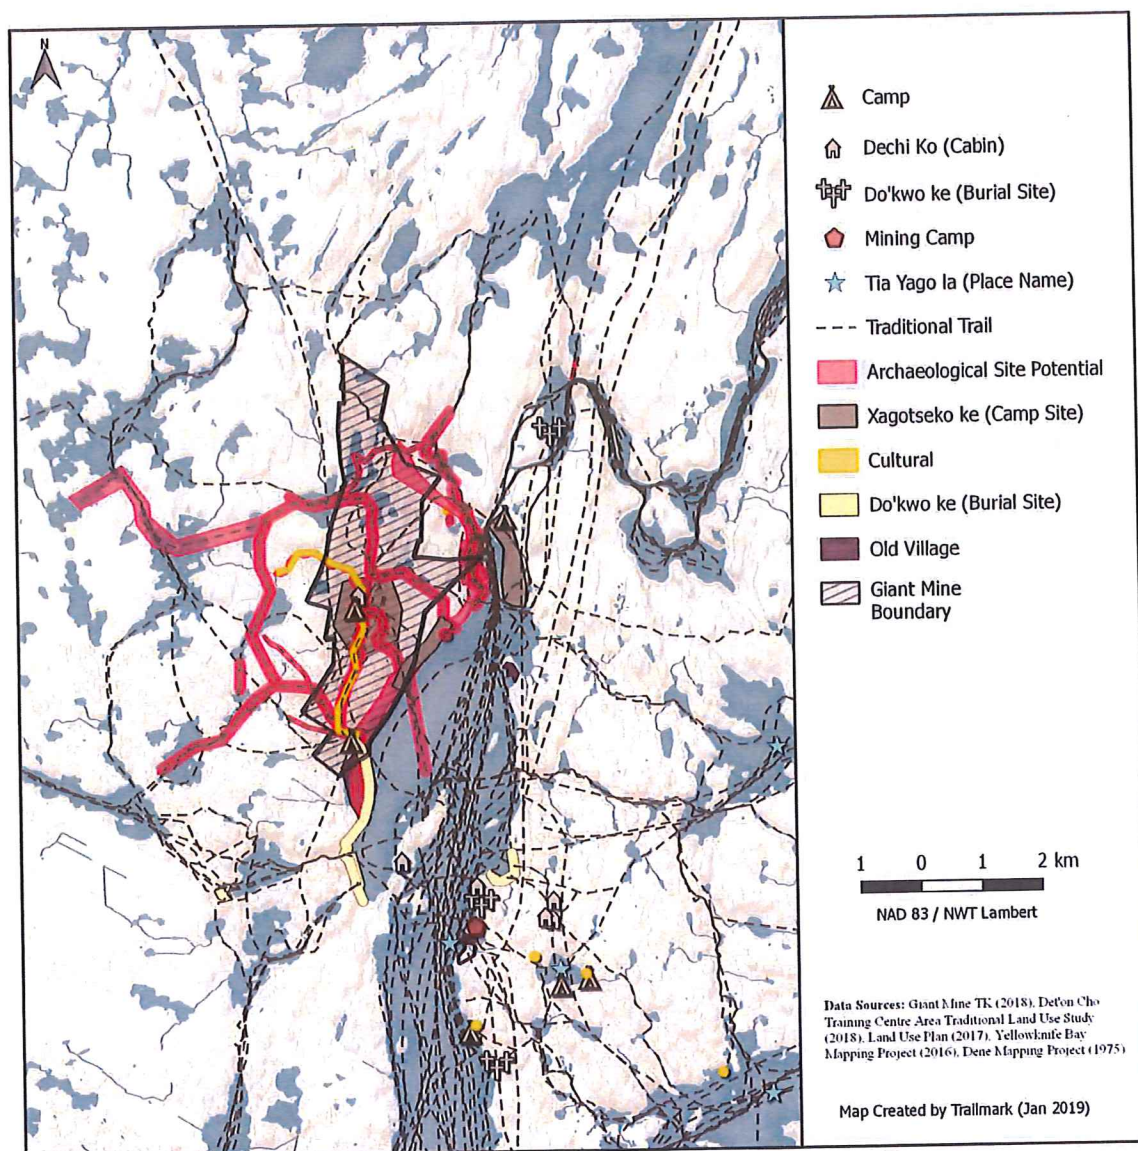 N
Camp
Dechi Ko (Cabin)
Do'kwo ke (Burial Site)
Mining Camp
Tia Yago la (Place Name)
Traditional Trail
Archaeological Site Potential
Xagotseko ke (Camp Site)
Cultural
Do'kwo ke (Burial Site)
Old Village
Giant Mine
Boundary
1 0 1 2 km
NAD 83 / NWT Lambert
Data Sources: Giant Mine TK (2018), Det'on Cho
Training Centre Area Traditional Land Use Study
(2018), Land Use Plan (2017), Yellowknife Bay
Mapping Project (2016), Dene Mapping Project (1975)
Map Created by Trailmark (Jan 2019)